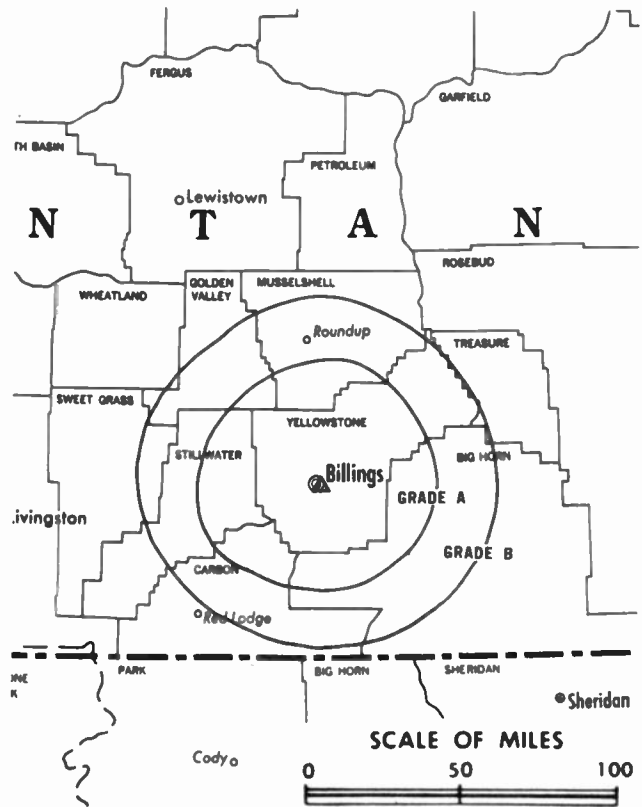 FERGUS
GARFIELD
TH BASIN
PETROLEUM
Lewistown
N T A N
ROSEBUD
WHEATLAND
GOLDEN VALLEY
MUSSELSHELL
Roundup
TREASURE
SWEET GRASS
YELLOWSTONE
STILLWATER
BIG HORN
Billings
GRADE A
ivingston
GRADE B
CARBON
Red Lodge
PARK
BIG HORN
SHERIDAN
ONE
K
Sheridan
SCALE OF MILES
Cody
0 50 100